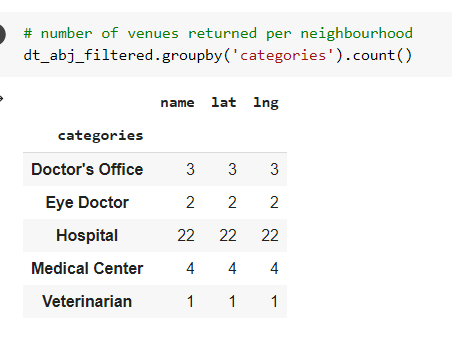 # number of venues returned per neighbourhood
dt_abj_filtered.groupby('categories').count()
name lat lng
categories
Doctor's Office 3 3 3
Eye Doctor 2 2 2
Hospital 22 22 22
Medical Center 4 4 4
Veterinarian 1 1 1